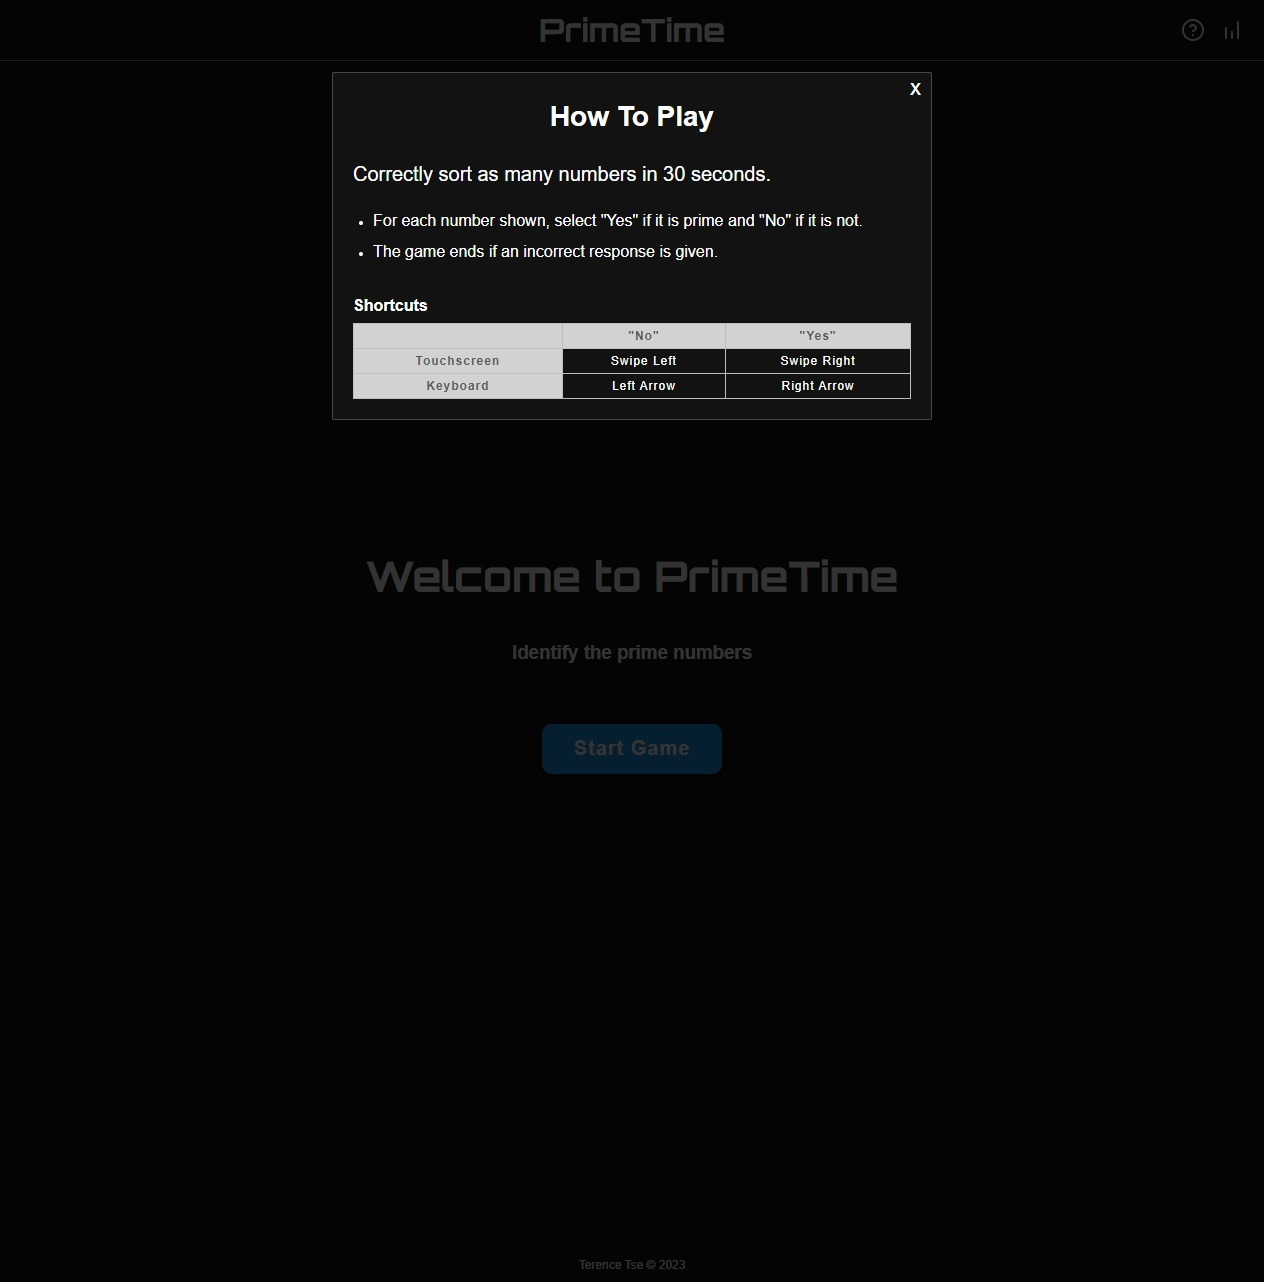 PrimeTime
X
How To Play
Correctly sort as many numbers in 30 seconds.
For each number shown, select "Yes" if it is prime and "No" if it is not.
The game ends if an incorrect response is given.
Shortcuts
"No" "Yes"
Touchscreen Swipe Left Swipe Right
Keyboard Left Arrow Right Arrow
Welcome to PrimeTime
Identify the prime numbers
Start Game
Terence Tse © 2023